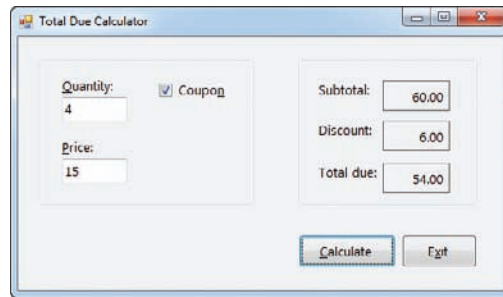 Total Due Calculator
Quantity:
4
Coupon
Price:
15
Subtotal:
60.00
Discount:
6.00
Total due:
54.00
Calculate
Exit